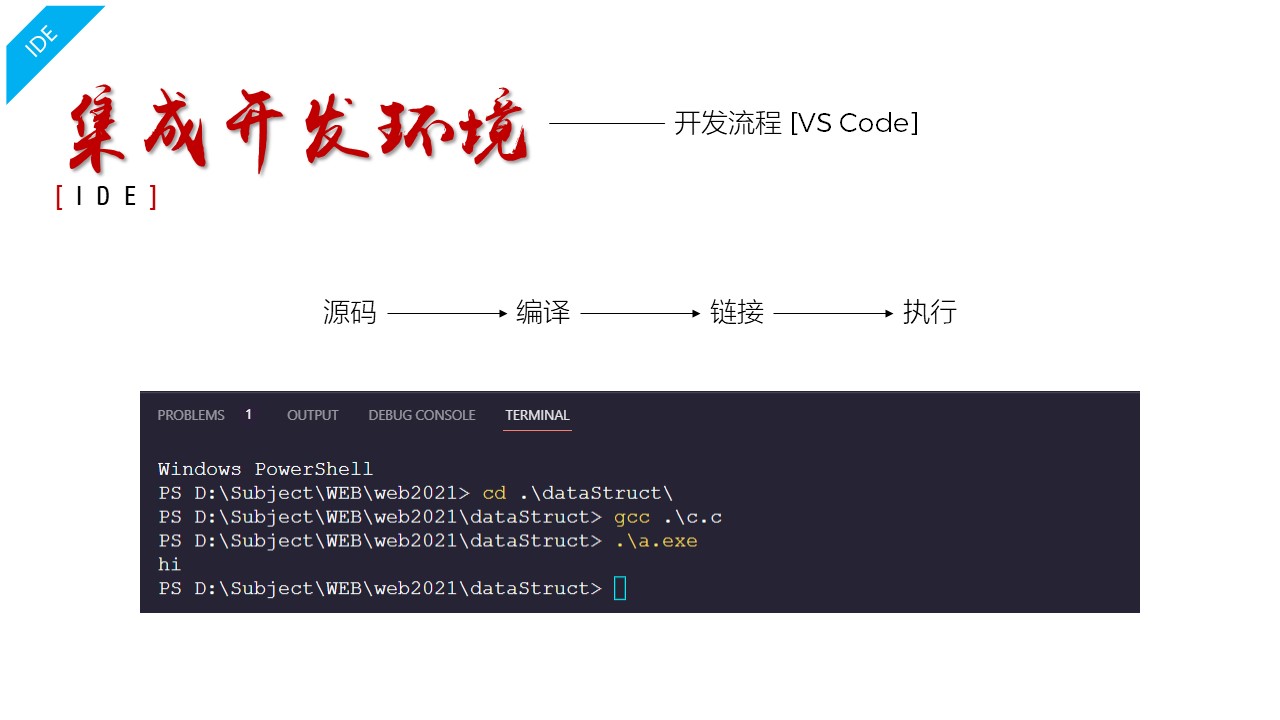 IDE
集成开发环境
开发流程 [VS Code]
[ I D E ]
源码 编译 链接 执行
PROBLEMS 1 OUTPUT DEBUG CONSOLE TERMINAL
Windows PowerShell
PS D:\Subject\WEB\web2021> cd .\dataStruct\
PS D:\Subject\WEB\web2021\dataStruct> gcc .\c.c
PS D:\Subject\WEB\web2021\dataStruct> .\a.exe
hi
PS D:\Subject\WEB\web2021\dataStruct>